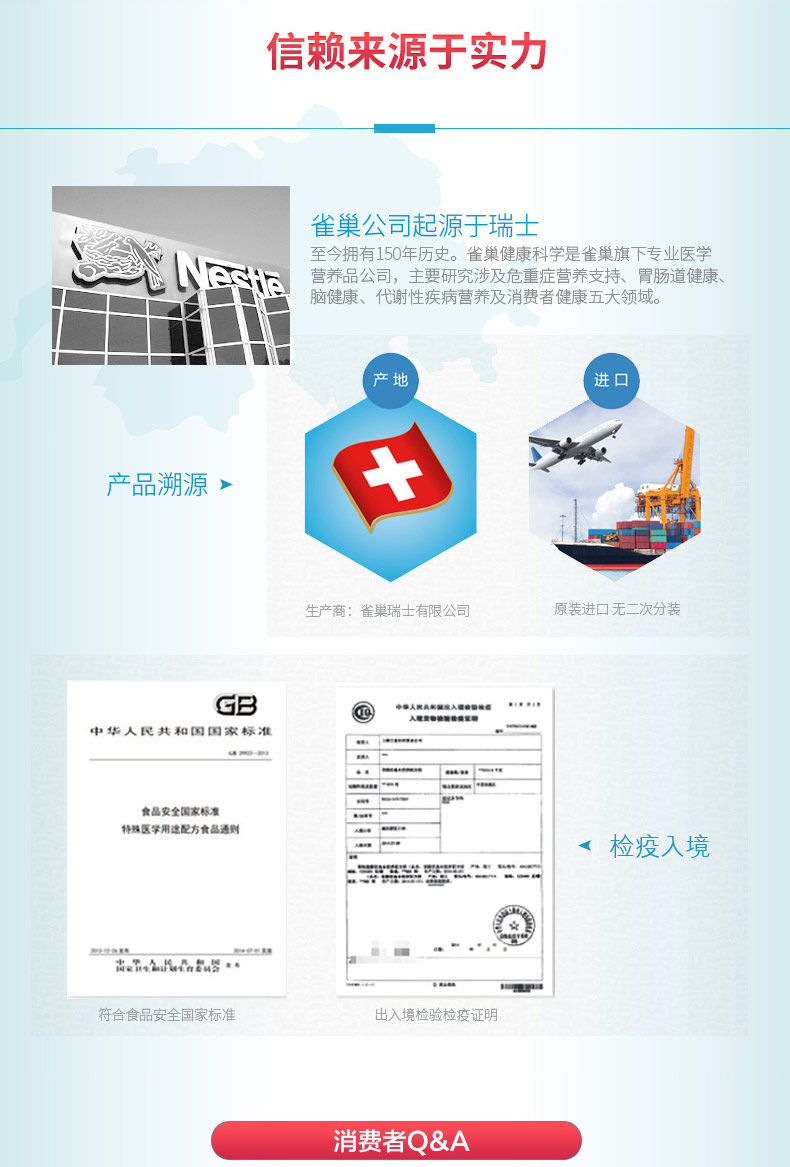 信赖来源于实力
Nestlé
雀巢公司起源于瑞士
至今拥有150年历史。雀巢健康科学是雀巢旗下专业医学
营养品公司，主要研究涉及危重症营养支持、胃肠道健康、
脑健康、代谢性疾病营养及消费者健康五大领域。
产地
进口
产品溯源
生产商：雀巢瑞士有限公司
原装进口 无二次分装
GB
中华人民共和国国家标准
GB 29922—2013
食品安全国家标准
特殊医学用途配方食品通则
2013-12-26 发布
2014-07-01 实施
中华人民共和国
国家卫生和计划生育委员会 发布
中华人民共和国出入境检验检疫
入境货物检验检疫证明
检疫入境
符合食品安全国家标准
出入境检验检疫证明
消费者Q&A